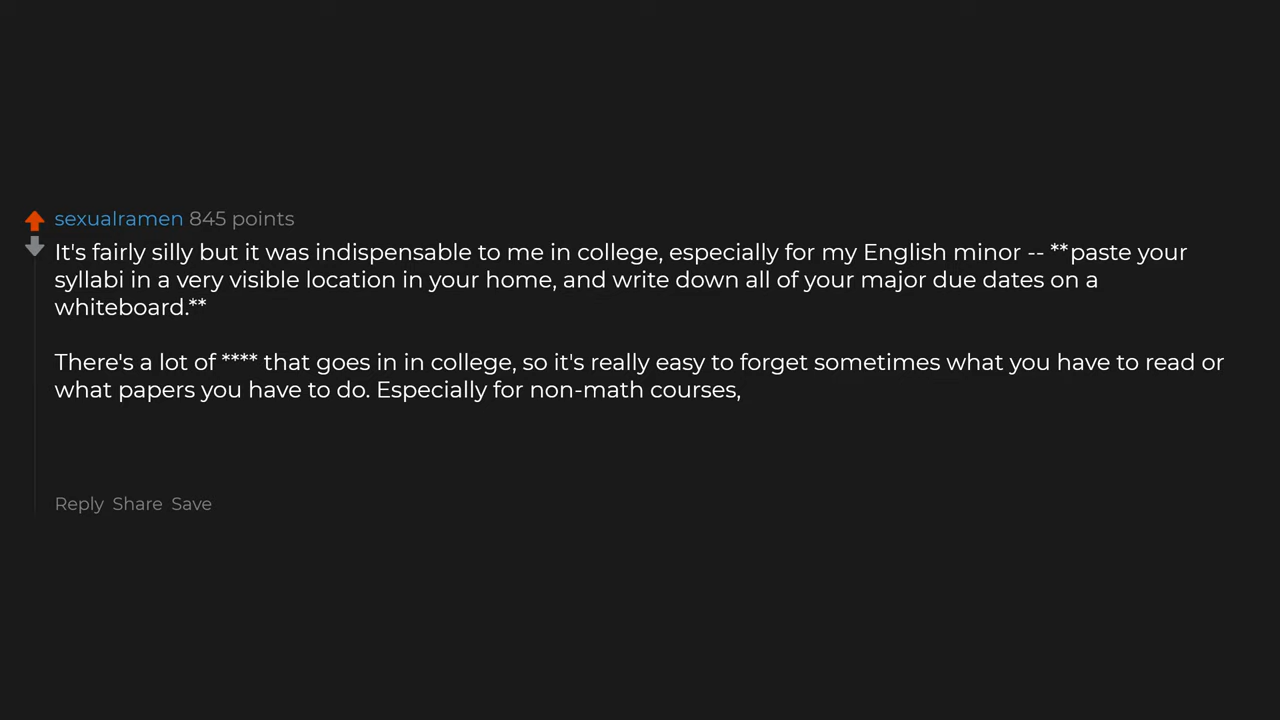 sexualramen 845 points
It's fairly silly but it was indispensable to me in college, especially for my English minor -- **paste your
syllabi in a very visible location in your home, and write down all of your major due dates on a
whiteboard.**
There's a lot of **** that goes in in college, so it's really easy to forget sometimes what you have to read or
what papers you have to do. Especially for non-math courses,
Reply Share Save